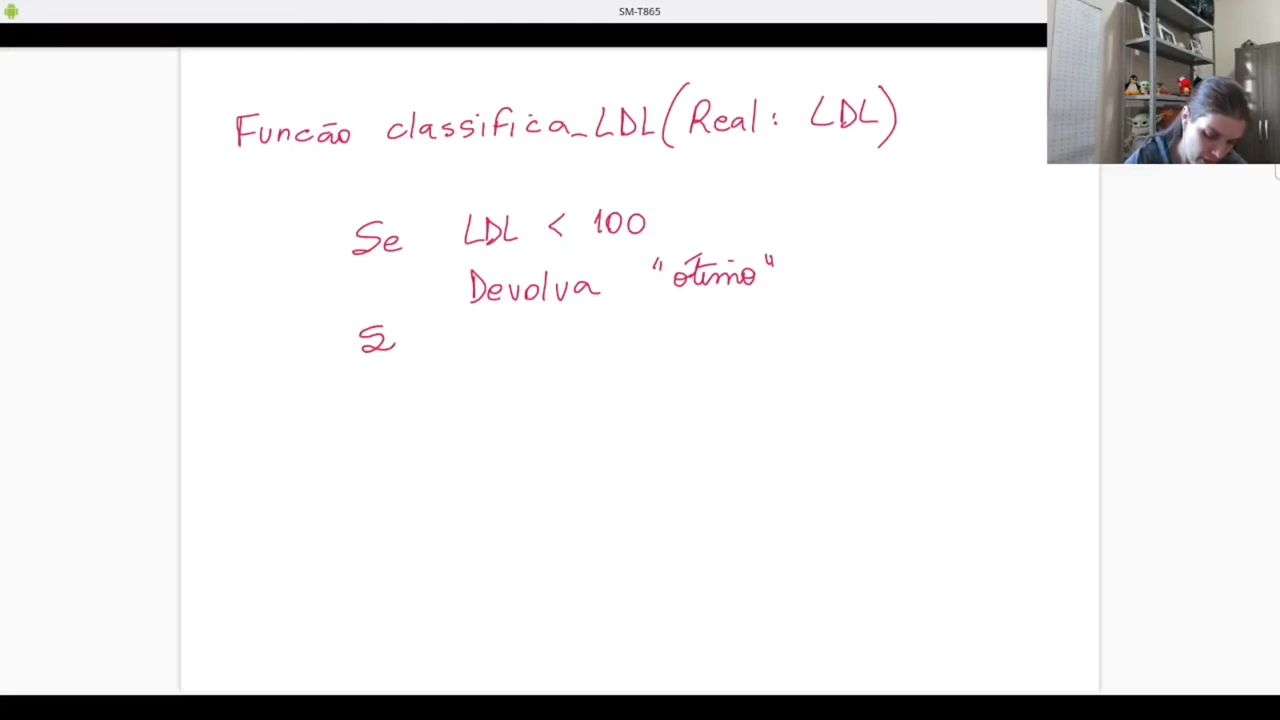 SM-T865
Funcão classifica_LDL(Real: LDL)
Se LDL < 100
Devolva "ótimo"
S